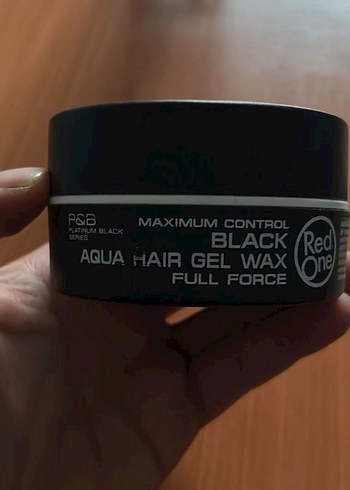 P&B
PLATINUM BLACK
SERIES
MAXIMUM CONTROL
BLACK
AQUA HAIR GEL WAX
FULL FORCE
Red
One